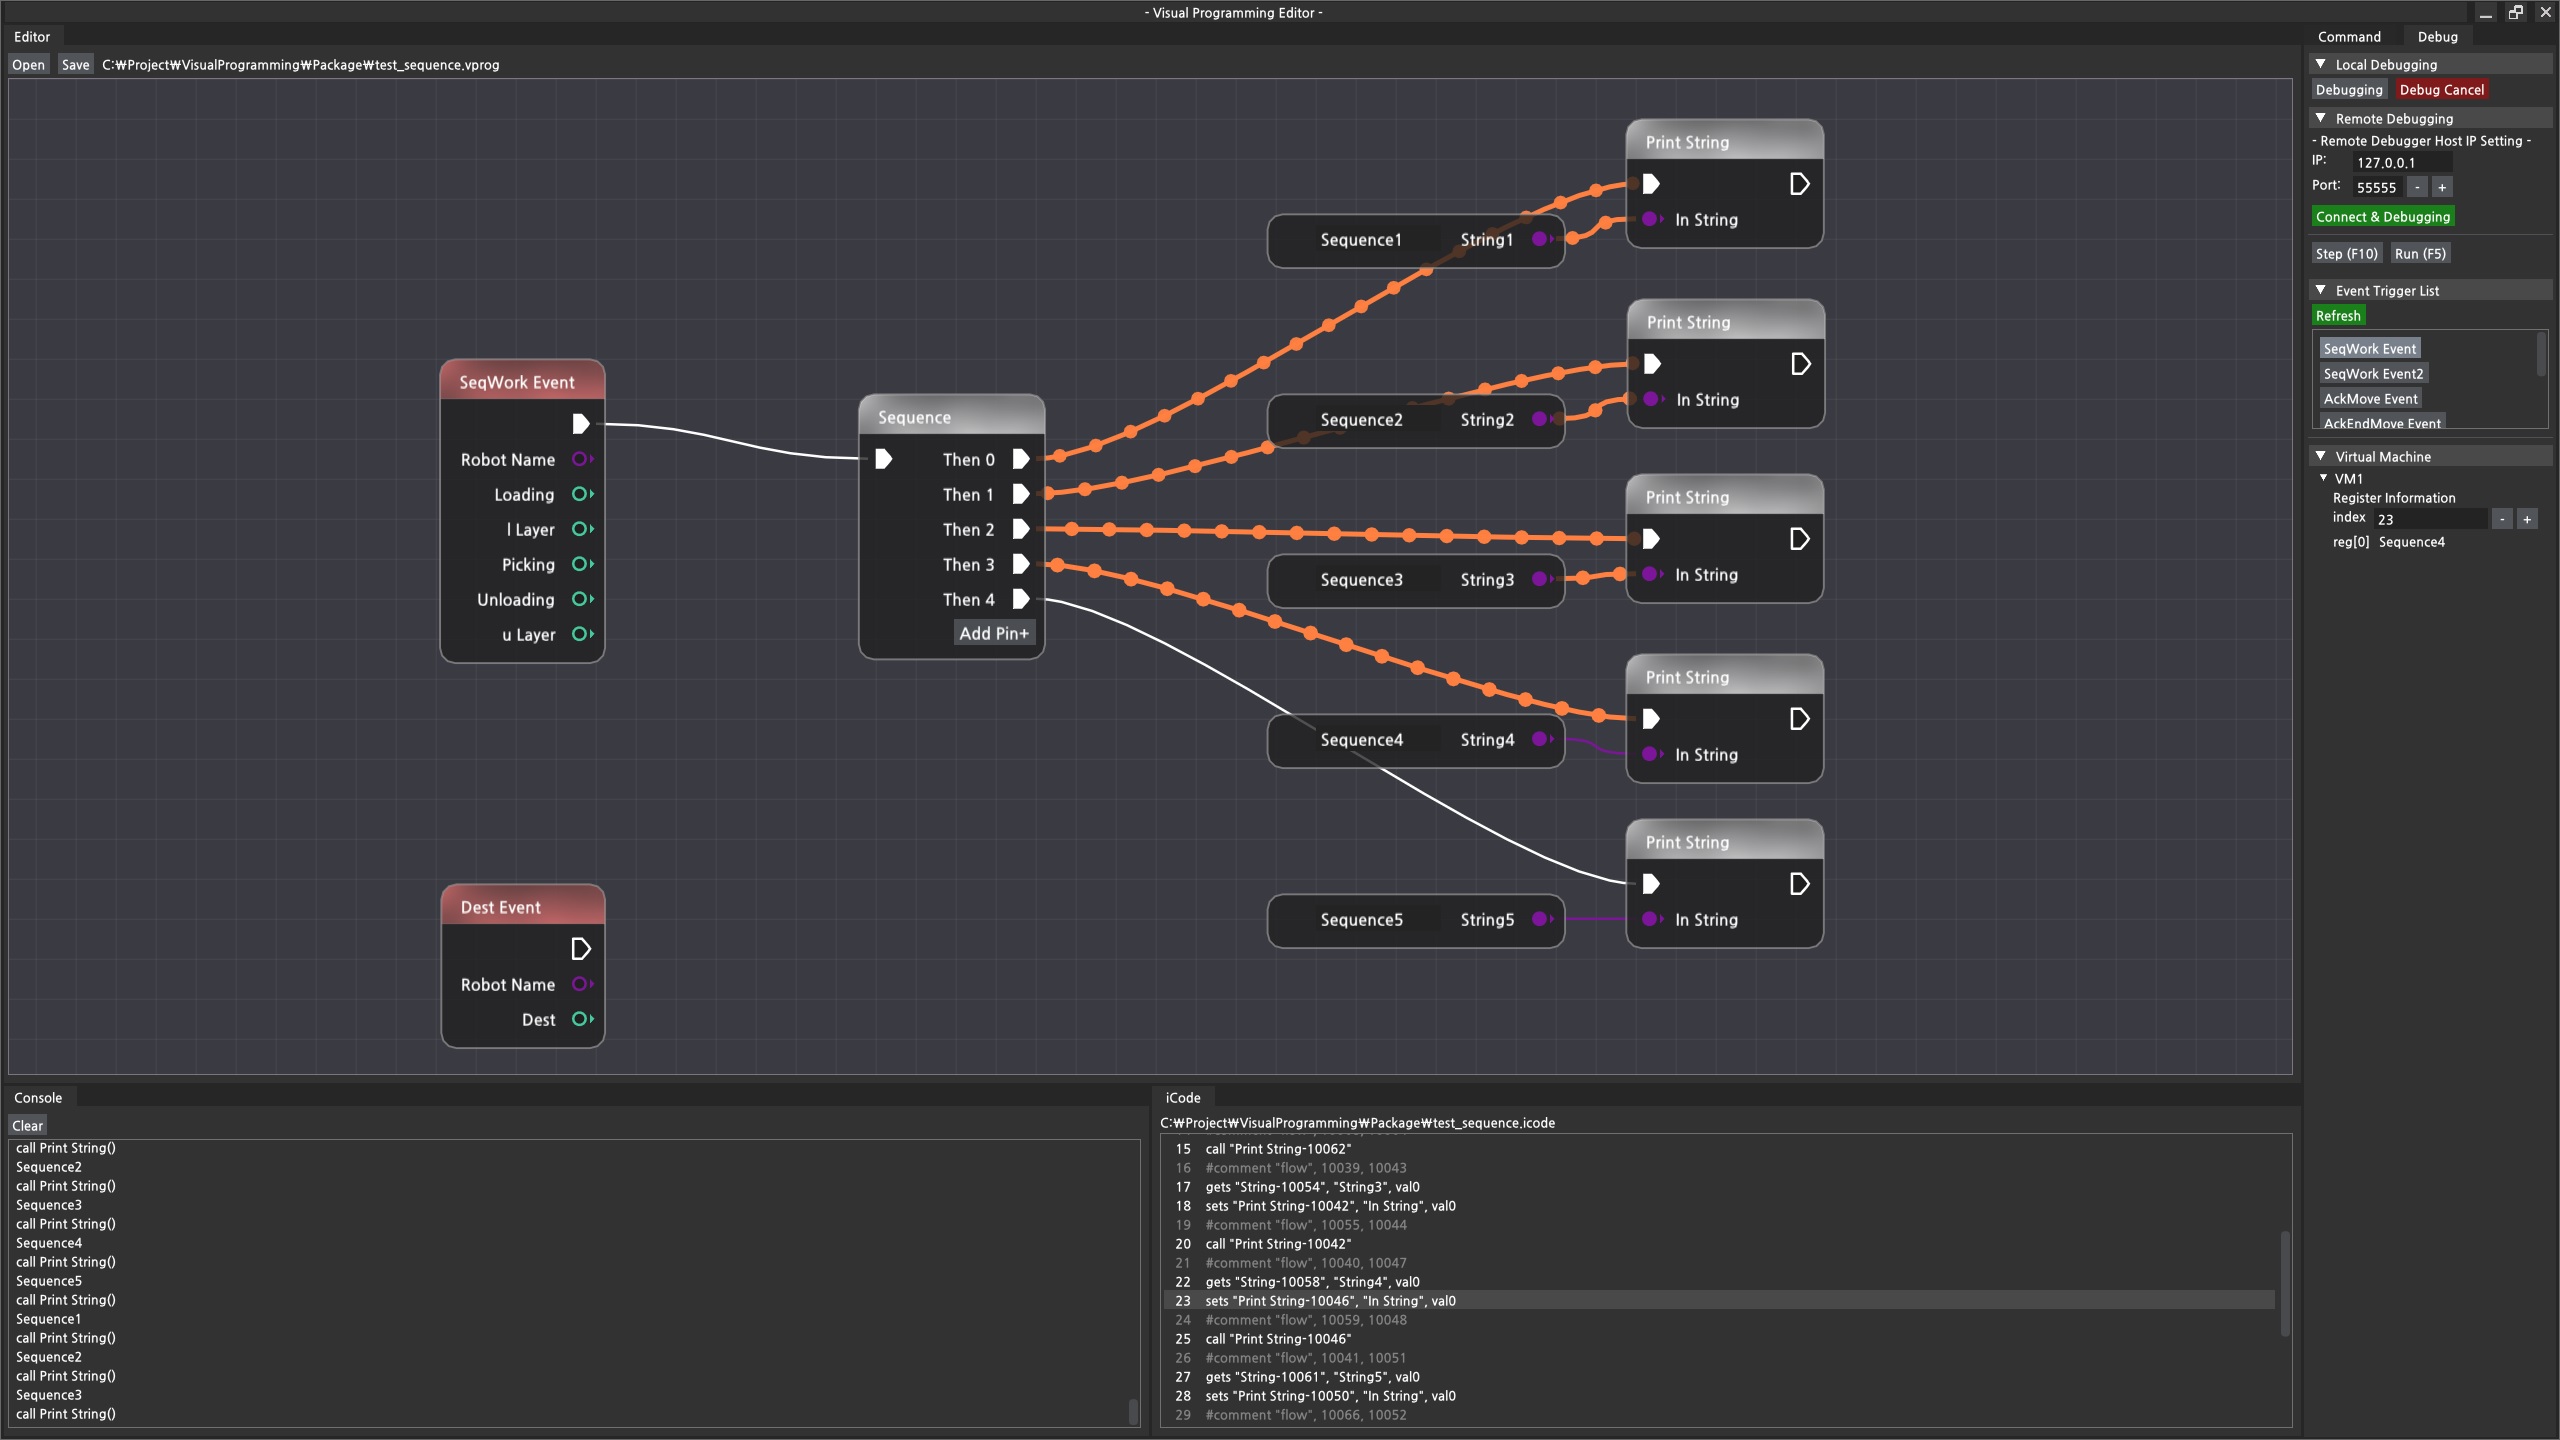 - Visual Programming Editor -
Editor
Open Save C:₩Project₩VisualProgramming₩Package₩test_sequence.vprog
SeqWork Event
Robot Name
Loading
l Layer
Picking
Unloading
u Layer
Dest Event
Robot Name
Dest
Sequence
Then 0
Then 1
Then 2
Then 3
Then 4
Add Pin+
Sequence1 String1
Sequence2 String2
Sequence3 String3
Sequence4 String4
Sequence5 String5
Print String
In String
Print String
In String
Print String
In String
Print String
In String
Print String
In String
Command Debug
Local Debugging
Debugging Debug Cancel
Remote Debugging
- Remote Debugger Host IP Setting -
IP: 127.0.0.1
Port: 55555 - +
Connect & Debugging
Step (F10) Run (F5)
Event Trigger List
Refresh
SeqWork Event
SeqWork Event2
AckMove Event
AckEndMove Event
Virtual Machine
VM1
Register Information
index 23 - +
reg[0] Sequence4
Console
Clear
call Print String()
Sequence2
call Print String()
Sequence3
call Print String()
Sequence4
call Print String()
Sequence5
call Print String()
Sequence1
call Print String()
Sequence2
call Print String()
Sequence3
call Print String()
iCode
C:₩Project₩VisualProgramming₩Package₩test_sequence.icode
15 call "Print String-10062"
16 #comment "flow", 10039, 10043
17 gets "String-10054", "String3", val0
18 sets "Print String-10042", "In String", val0
19 #comment "flow", 10055, 10044
20 call "Print String-10042"
21 #comment "flow", 10040, 10047
22 gets "String-10058", "String4", val0
23 sets "Print String-10046", "In String", val0
24 #comment "flow", 10059, 10048
25 call "Print String-10046"
26 #comment "flow", 10041, 10051
27 gets "String-10061", "String5", val0
28 sets "Print String-10050", "In String", val0
29 #comment "flow", 10066, 10052